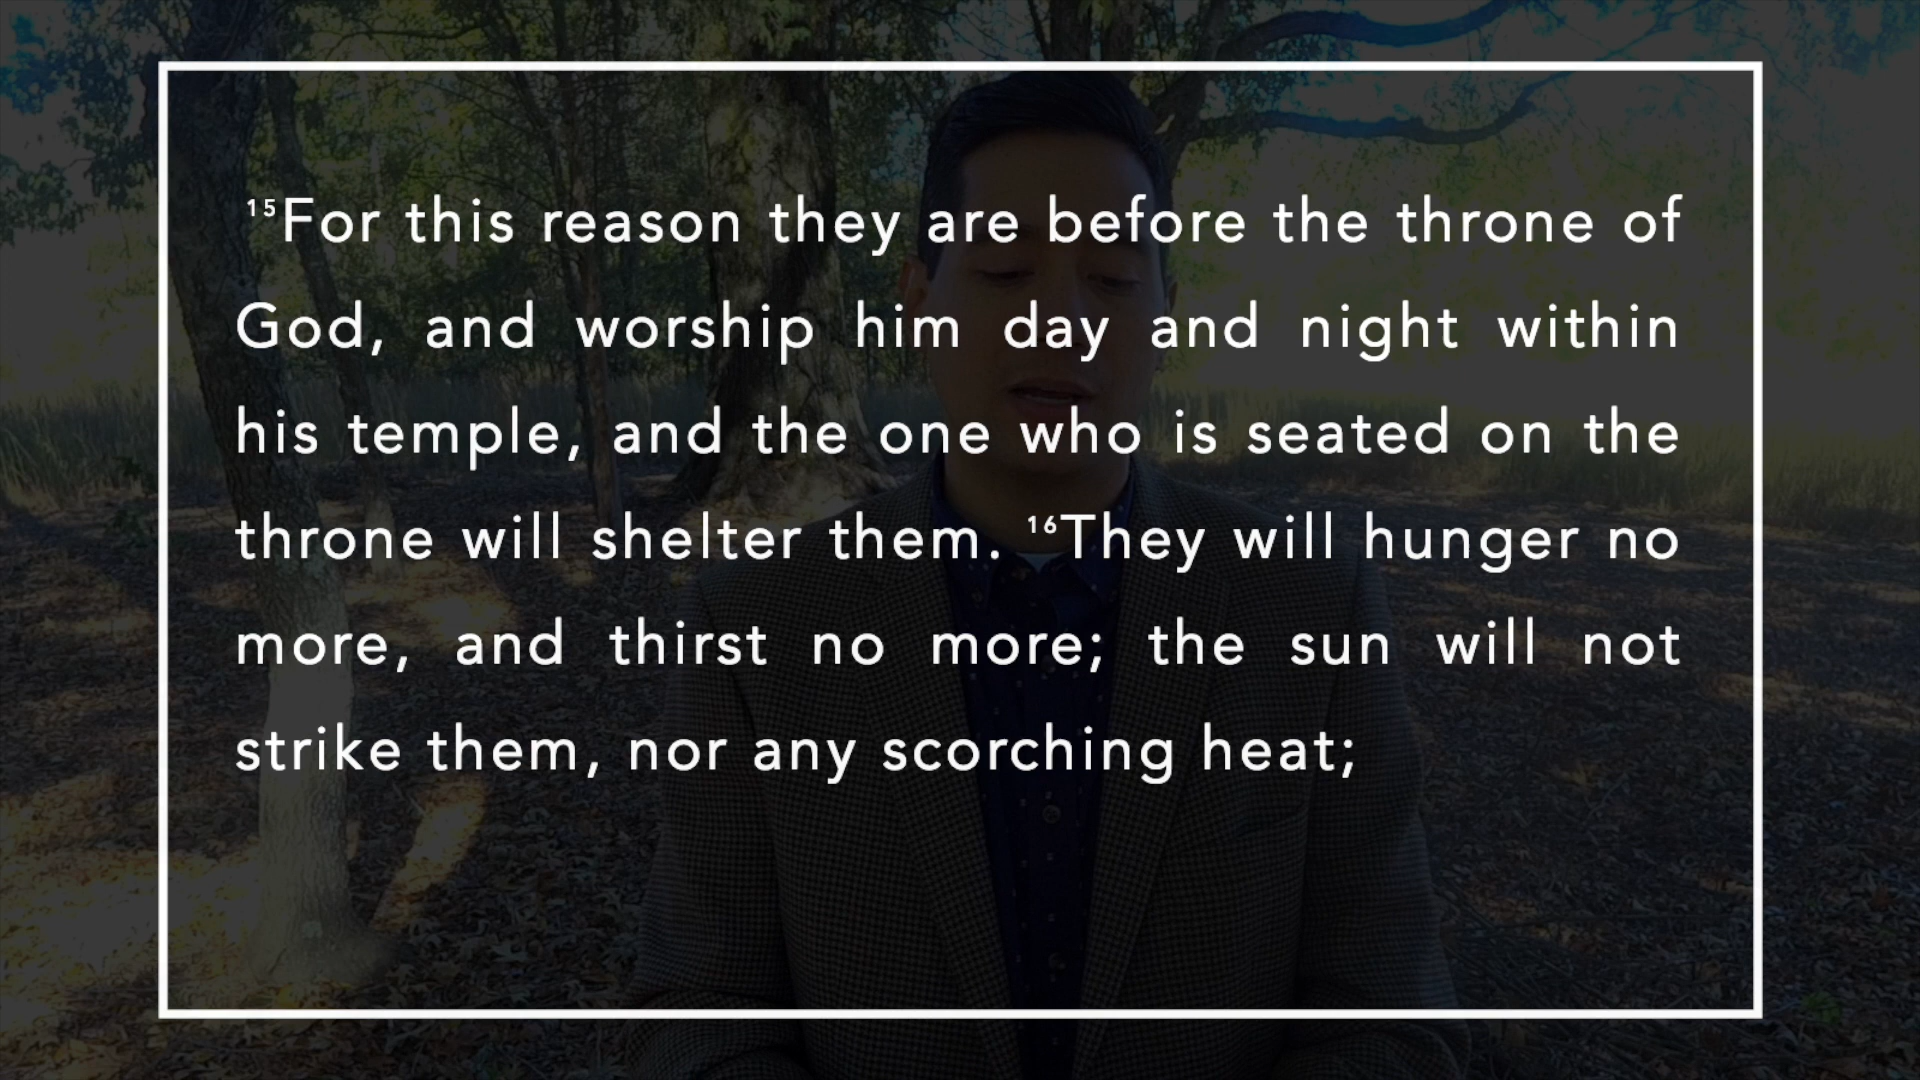 ¹⁵For this reason they are before the throne of
God, and worship him day and night within
his temple, and the one who is seated on the
throne will shelter them. ¹⁶They will hunger no
more, and thirst no more; the sun will not
strike them, nor any scorching heat;